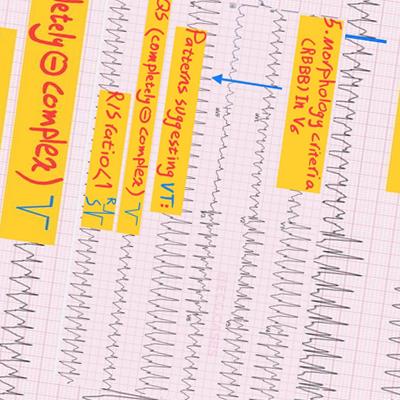 5. morphology criteria
(RBBB) In V6
Patterns suggesting VT:
QS (completely ⊖ complex)
R/S ratio<1
R
S
letely ⊖ complex)